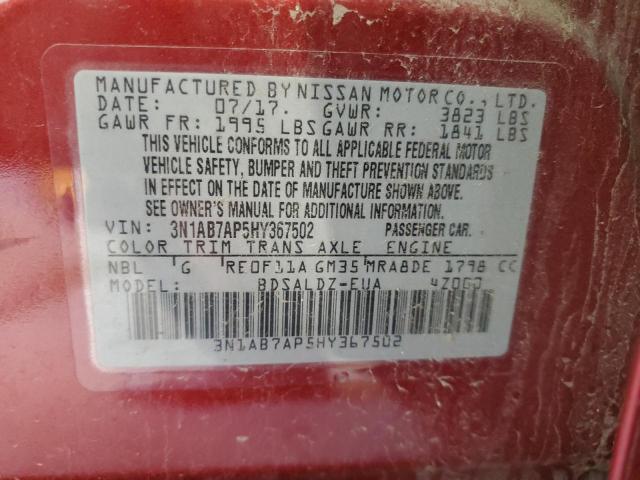 MANUFACTURED BY NISSAN MOTOR CO., LTD.
DATE: 07/17. GVWR: 3823 LBS
GAWR FR: 1995 LBS GAWR RR: 1841 LBS
THIS VEHICLE CONFORMS TO ALL APPLICABLE FEDERAL MOTOR
VEHICLE SAFETY, BUMPER AND THEFT PREVENTION STANDARDS
IN EFFECT ON THE DATE OF MANUFACTURE SHOWN ABOVE.
SEE OWNER'S MANUAL FOR ADDITIONAL INFORMATION.
VIN: 3N1AB7AP5HY367502 PASSENGER CAR.
COLOR TRIM TRANS AXLE ENGINE
NBL G RE0F11A GM35 MRA8DE 1798 CC
MODEL: BDSALDZ-EUA 4Z0GJ
3N1AB7AP5HY367502